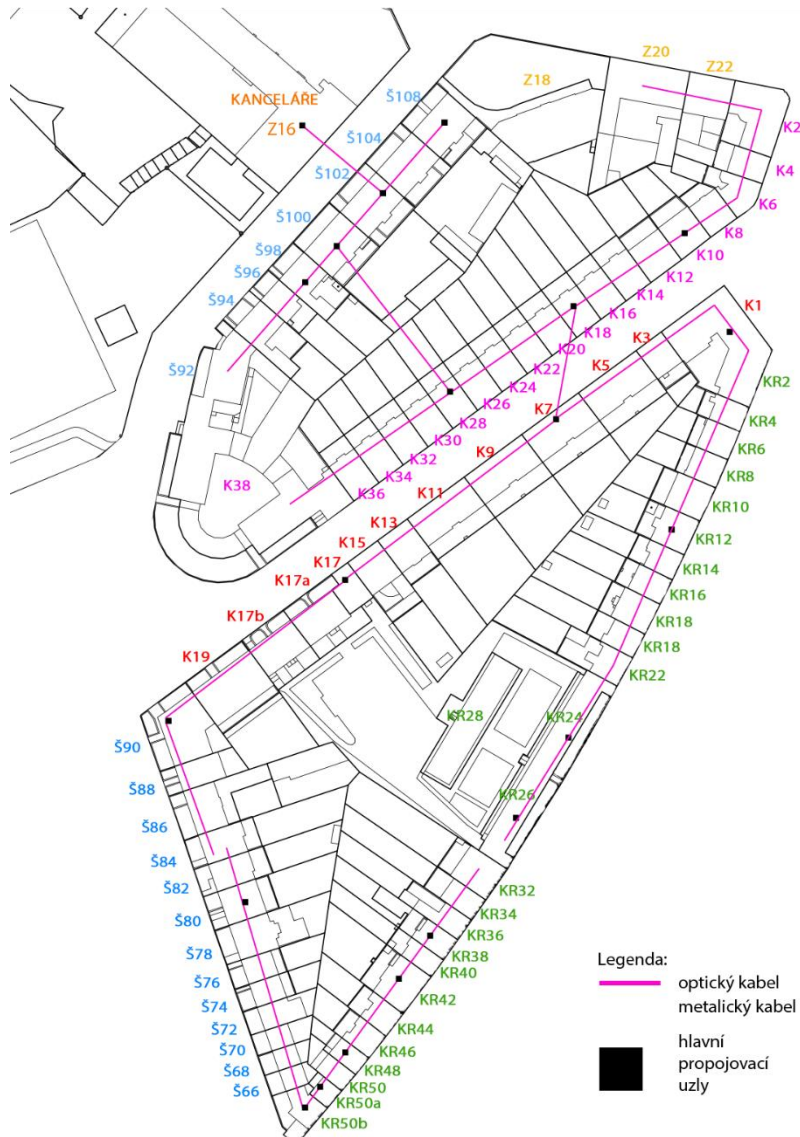 Z20
Z22
Z18
Š108
KANCELÁŘE
Z16
K2
Š104
K4
Š102
K6
Š100
K8
K10
Š98
K12
Š96
K14
Š94
K16
K18
K1
K20
K3
K22
K5
Š92
K24
KR2
K26
K7
K28
KR4
K30
K9
KR6
K32
K34
KR8
K38
K36
K11
KR10
K13
KR12
K15
K17
KR14
K17a
KR16
K17b
KR18
KR18
K19
KR22
KR28
KR24
Š90
Š88
KR26
Š86
Š84
KR32
Š82
KR34
Š80
KR36
Š78
KR38
Š76
KR40
Š74
KR42
Š72
KR44
Š70
KR46
Š68
KR48
Š66
KR50
KR50a
KR50b
Legenda:
optický kabel
metalický kabel
hlavní
propojovací
uzly